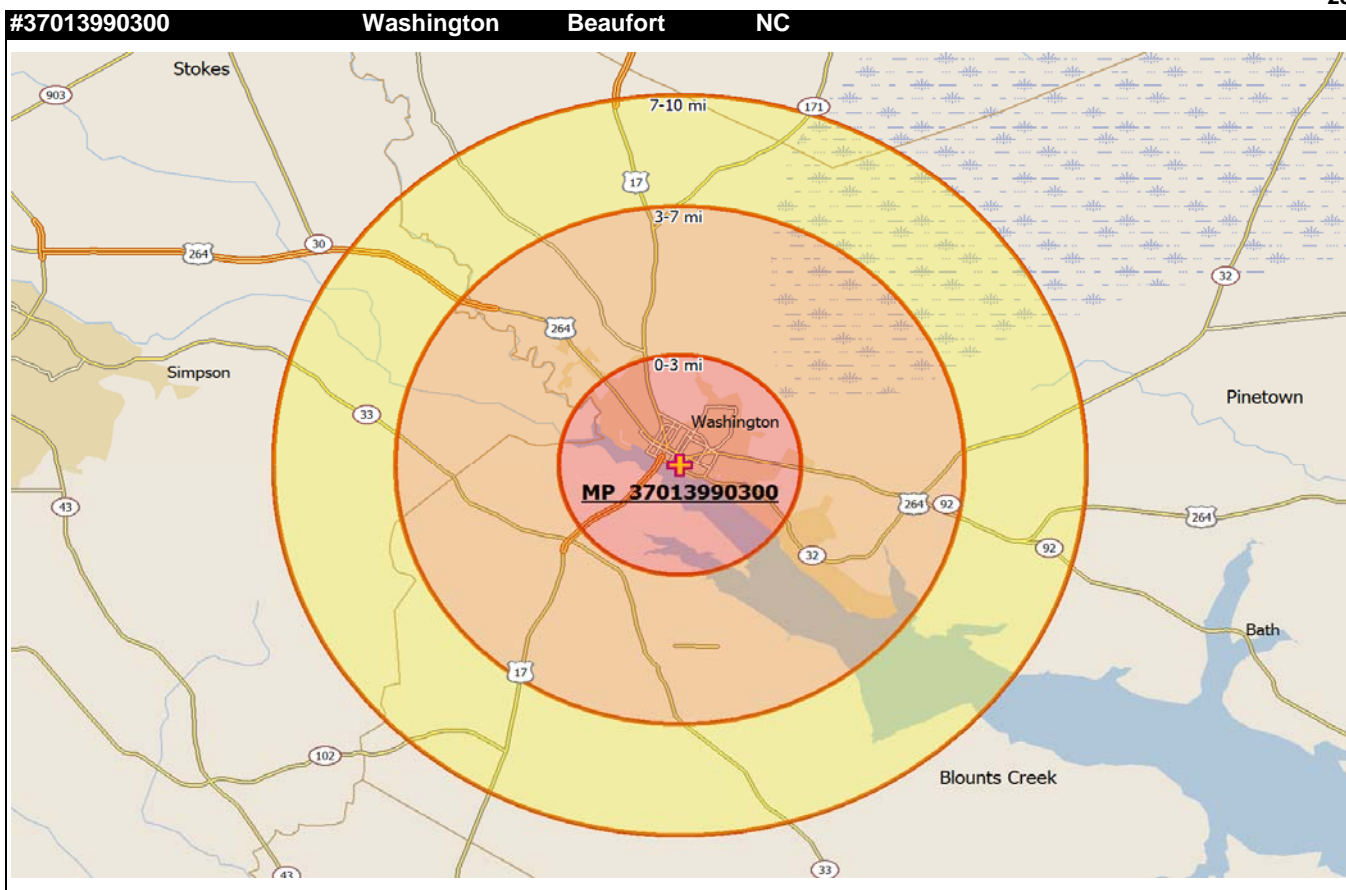 #37013990300 Washington Beaufort NC
Stokes
903
7-10 mi
171
17
3-7 mi
30
264
32
264
0-3 mi
Simpson
Pinetown
33
Washington
MP 37013990300
43
264 92
264
32
92
Bath
17
102
Blounts Creek
43
33